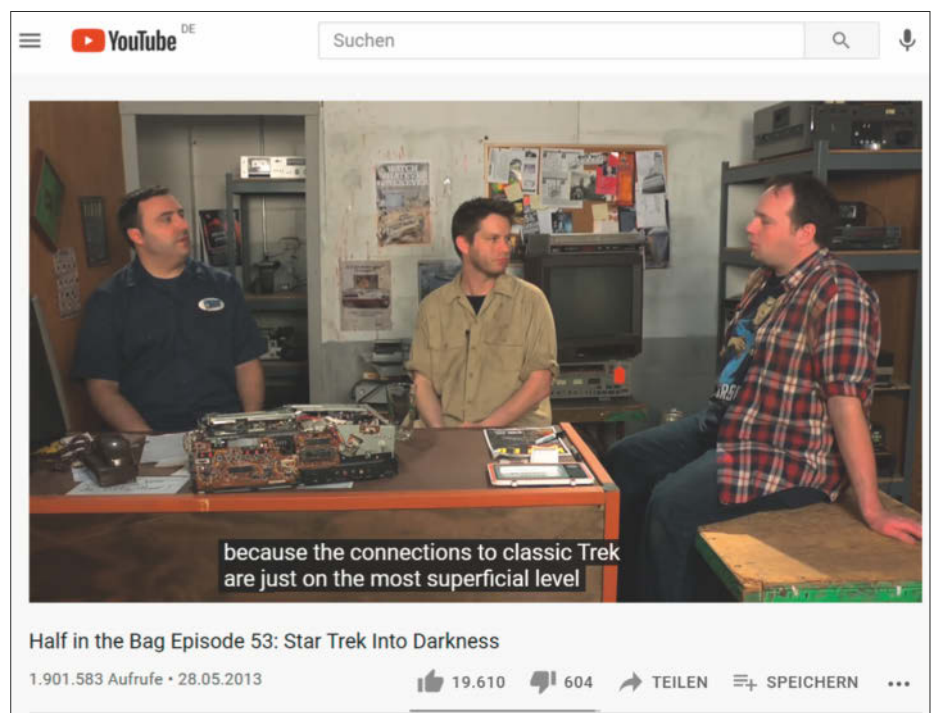 YouTube DE
Suchen
WATCH
WHATEVER
because the connections to classic Trek
are just on the most superficial level
Half in the Bag Episode 53: Star Trek Into Darkness
1.901.583 Aufrufe • 28.05.2013
19.610
604
TEILEN
SPEICHERN